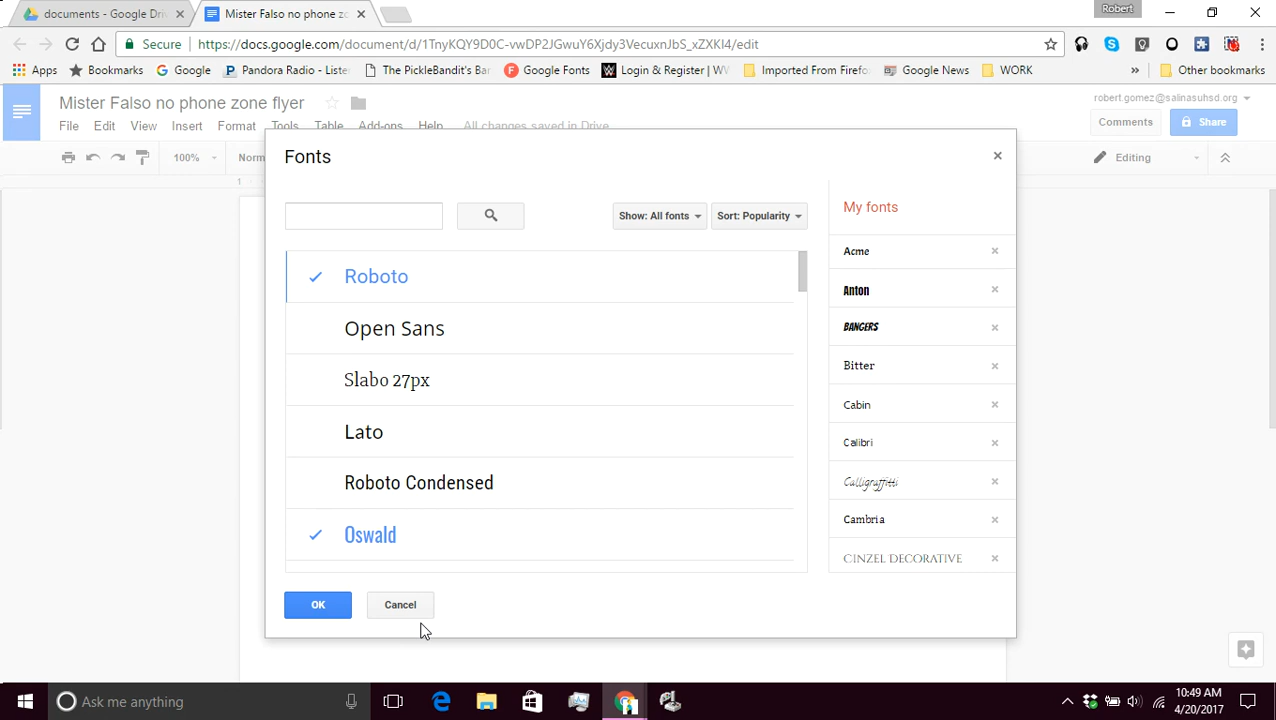 documents - Google Dri
Mister Falso no phone zo
Robert
Secure
https://docs.google.com/document/d/1TnyKQY9D0C-vwDP2JGwuY6Xjdy3VecuxnJbS_xZXKI4/edit
Apps
Bookmarks
Google
Pandora Radio - Liste
The PickleBandit's Bar
Google Fonts
Login & Register | W
Imported From Firefo
Google News
WORK
»
Other bookmarks
Mister Falso no phone zone flyer
robert.gomez@salinasuhsd.org
File Edit View Insert Format Tools Table Add-ons Help All changes saved in Drive
Comments
Share
100%
Norm
Editing
1
Fonts
Show: All fonts
Sort: Popularity
My fonts
Roboto
Open Sans
Slabo 27px
Lato
Roboto Condensed
Oswald
Acme
Anton
BANGERS
Bitter
Cabin
Calibri
Calligraffitti
Cambria
CINZEL DECORATIVE
OK
Cancel
Ask me anything
10:49 AM
4/20/2017